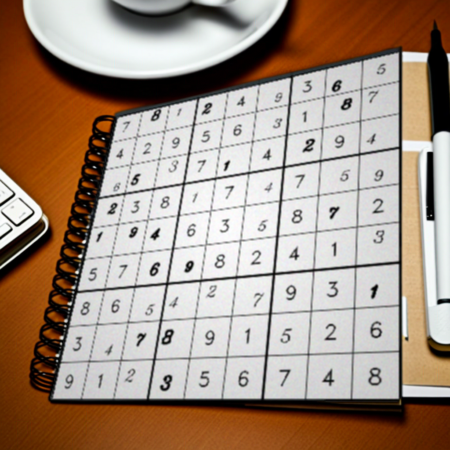 7 8 1 2 4 9 3 6 5
4 2 9 5 6 3 1 8 7
6 5 3 7 1 4 2 9 4
2 3 8 1 7 4 7 5 9
1 9 4 6 3 5 8 7 2
5 7 6 9 8 2 4 1 3
8 6 5 4 2 7 9 3 1
3 4 7 8 9 1 5 2 6
9 1 2 3 5 6 7 4 8